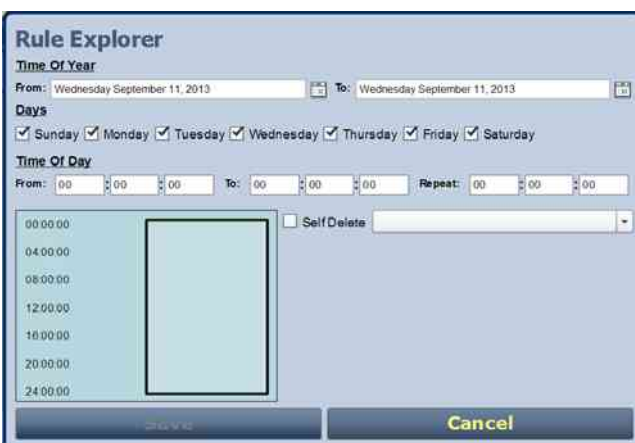 Rule Explorer
Time Of Year
From: Wednesday September 11, 2013 To: Wednesday September 11, 2013
Days
Sunday Monday Tuesday Wednesday Thursday Friday Saturday
Time Of Day
From: 00 : 00 : 00 To: 00 : 00 : 00 Repeat: 00 : 00 : 00
00:00:00 Self Delete
04:00:00
08:00:00
12:00:00
16:00:00
20:00:00
24:00:00
Cancel